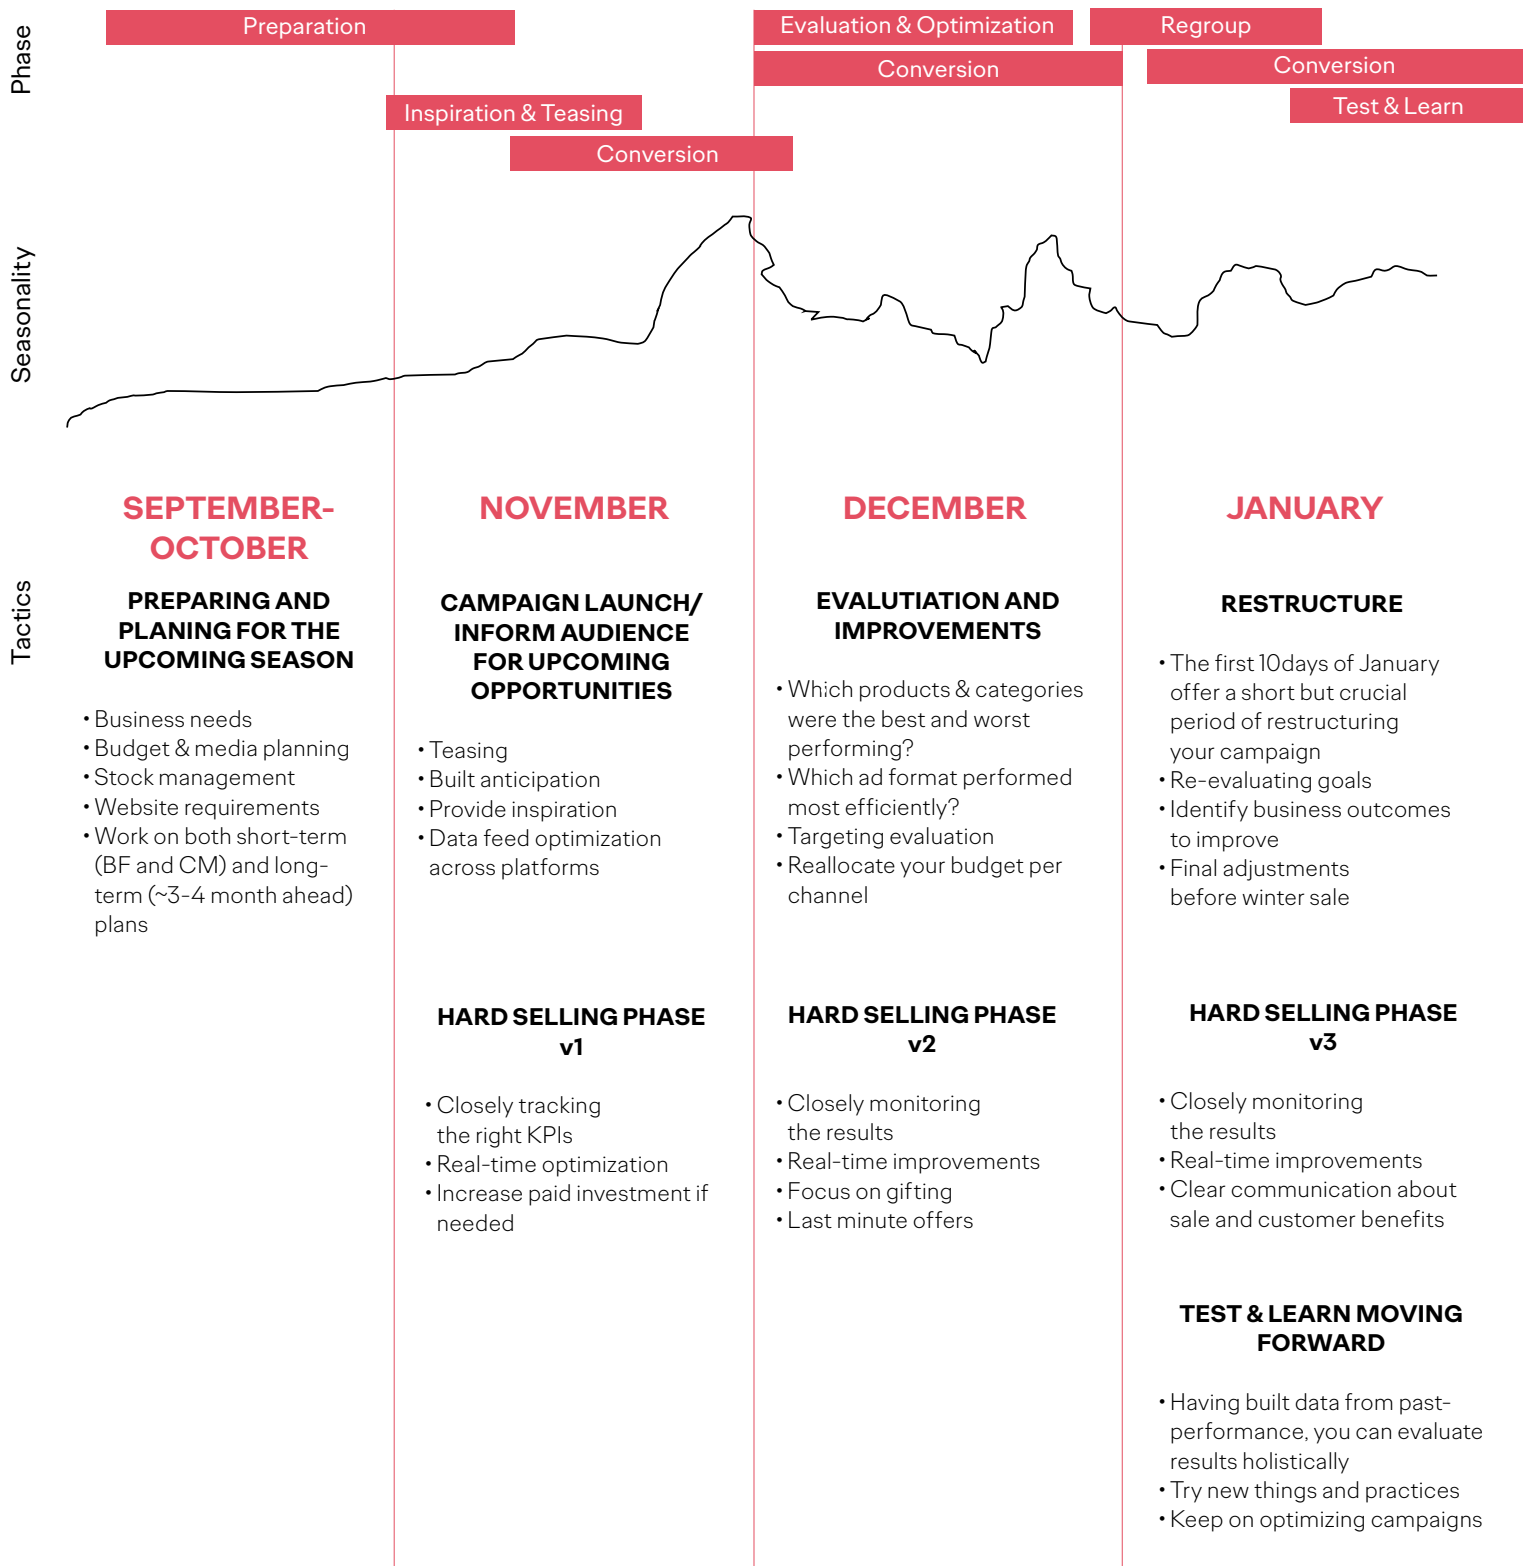 Phase
Preparation
Evaluation & Optimization
Regroup
Conversion
Conversion
Inspiration & Teasing
Test & Learn
Conversion
Seasonality
Tactics
SEPTEMBER-
OCTOBER
PREPARING AND
PLANING FOR THE
UPCOMING SEASON
• Business needs
• Budget & media planning
• Stock management
• Website requirements
• Work on both short-term
(BF and CM) and long-
term (~3-4 month ahead)
plans
NOVEMBER
CAMPAIGN LAUNCH/
INFORM AUDIENCE
FOR UPCOMING
OPPORTUNITIES
• Teasing
• Built anticipation
• Provide inspiration
• Data feed optimization
across platforms
HARD SELLING PHASE
v1
• Closely tracking
the right KPIs
• Real-time optimization
• Increase paid investment if
needed
DECEMBER
EVALUTIATION AND
IMPROVEMENTS
• Which products & categories
were the best and worst
performing?
• Which ad format performed
most efficiently?
• Targeting evaluation
• Reallocate your budget per
channel
HARD SELLING PHASE
v2
• Closely monitoring
the results
• Real-time improvements
• Focus on gifting
• Last minute offers
JANUARY
RESTRUCTURE
• The first 10days of January
offer a short but crucial
period of restructuring
your campaign
• Re-evaluating goals
• Identify business outcomes
to improve
• Final adjustments
before winter sale
HARD SELLING PHASE
v3
• Closely monitoring
the results
• Real-time improvements
• Clear communication about
sale and customer benefits
TEST & LEARN MOVING
FORWARD
• Having built data from past-
performance, you can evaluate
results holistically
• Try new things and practices
• Keep on optimizing campaigns